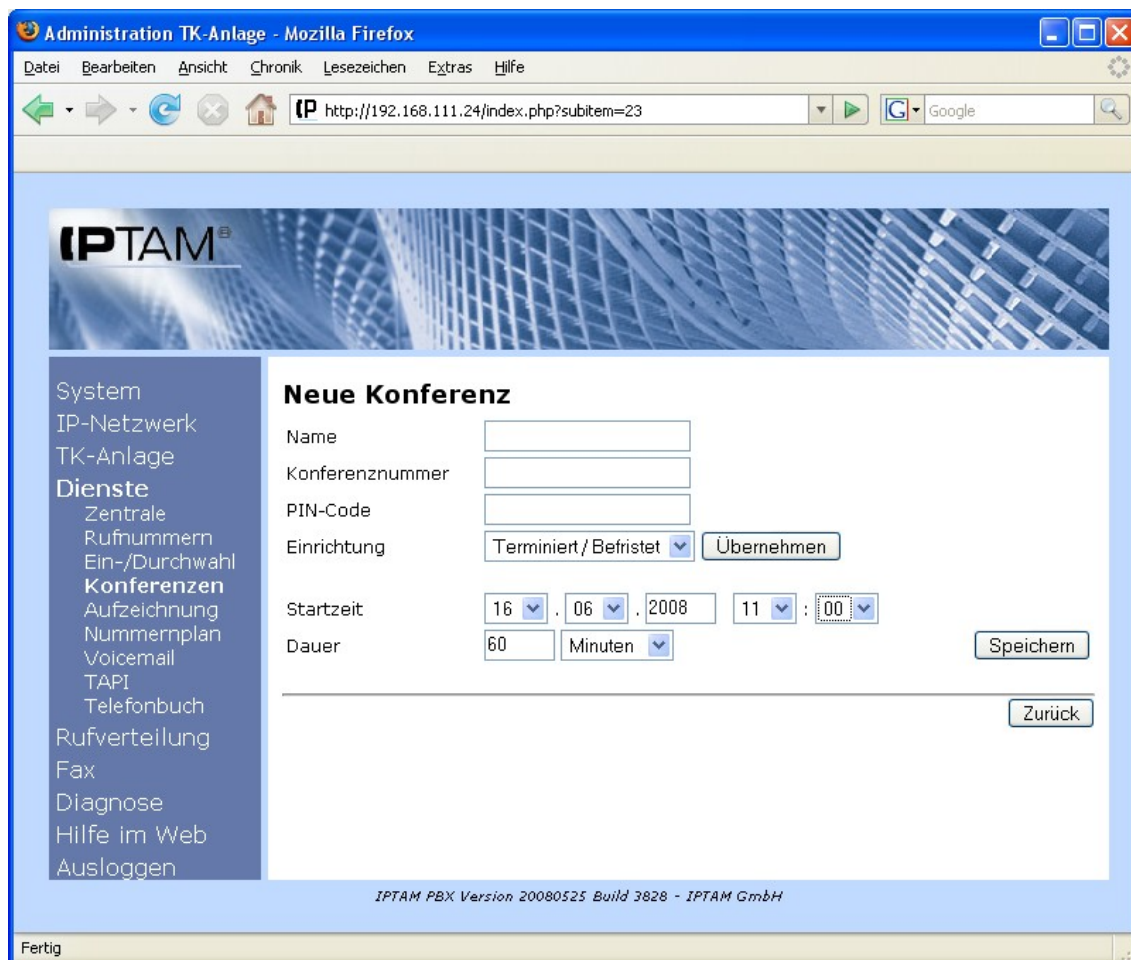 Administration TK-Anlage - Mozilla Firefox
Datei Bearbeiten Ansicht Chronik Lesezeichen Extras Hilfe
(P http://192.168.111.24/index.php?subitem=23 G Google
IPTAM®
System
IP-Netzwerk
TK-Anlage
Dienste
Zentrale
Rufnummern
Ein-/Durchwahl
Konferenzen
Aufzeichnung
Nummernplan
Voicemail
TAPI
Telefonbuch
Rufverteilung
Fax
Diagnose
Hilfe im Web
Ausloggen
Neue Konferenz
Name
Konferenznummer
PIN-Code
Einrichtung Terminiert / Befristet Übernehmen
Startzeit 16 . 06 . 2008 11 : 00
Dauer 60 Minuten Speichern
Zurück
IPTAM PBX Version 20080525 Build 3828 - IPTAM GmbH
Fertig